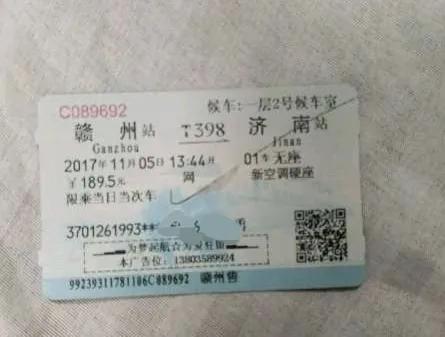 C089692 候车:一层2号候车室
赣州站 T398 济南站
Ganzhou Jinan
2017年11月05日13:44开 01车无座
￥189.5元 网 新空调硬座
限乘当日当次车
3701261993**
本广告位:13803589924
99239311781106C089692 赣州售